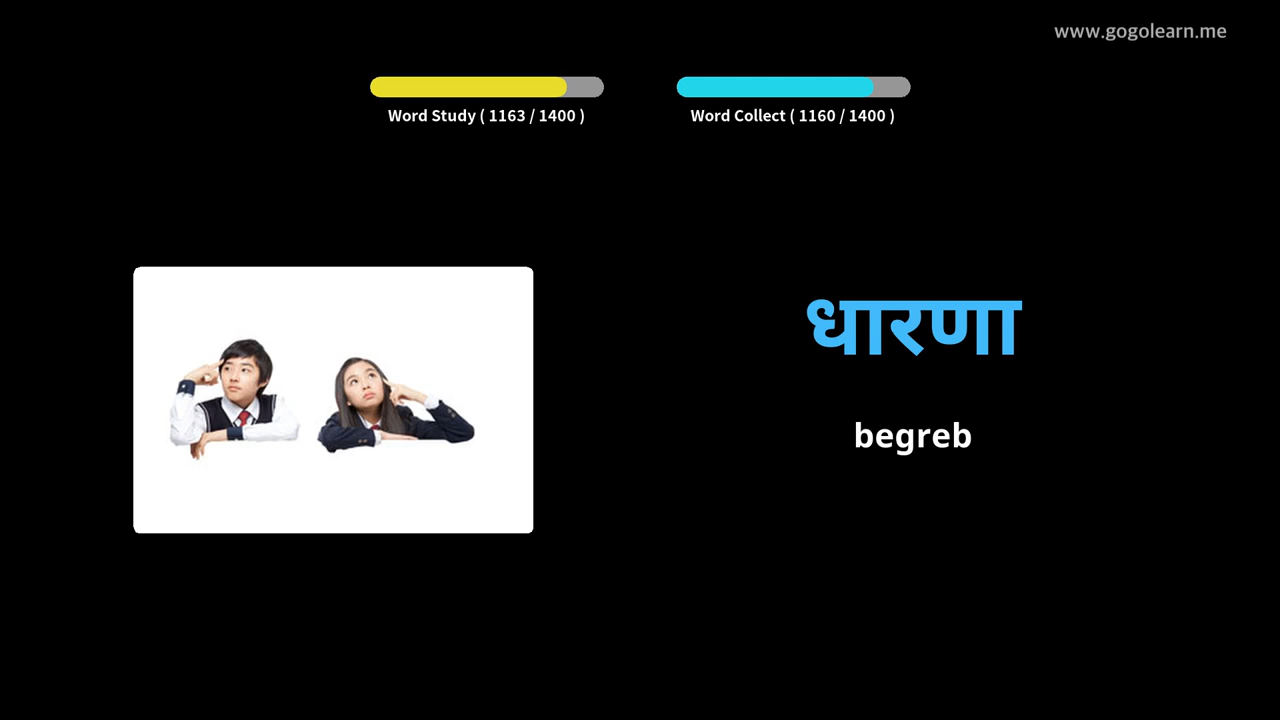 www.gogolearn.me
Word Study ( 1163 / 1400 )
Word Collect ( 1160 / 1400 )
धारणा
begreb